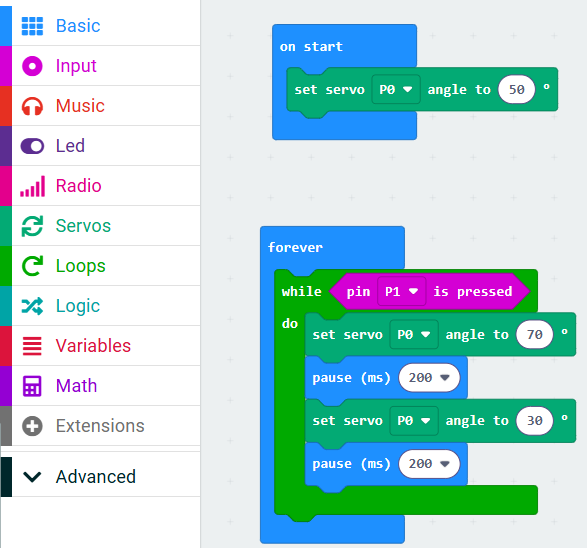 Basic
Input
Music
Led
Radio
Servos
Loops
Logic
Variables
Math
Extensions
Advanced
on start
set servo P0 angle to 50 °
forever
while pin P1 is pressed
do
set servo P0 angle to 70 °
pause (ms) 200
set servo P0 angle to 30 °
pause (ms) 200